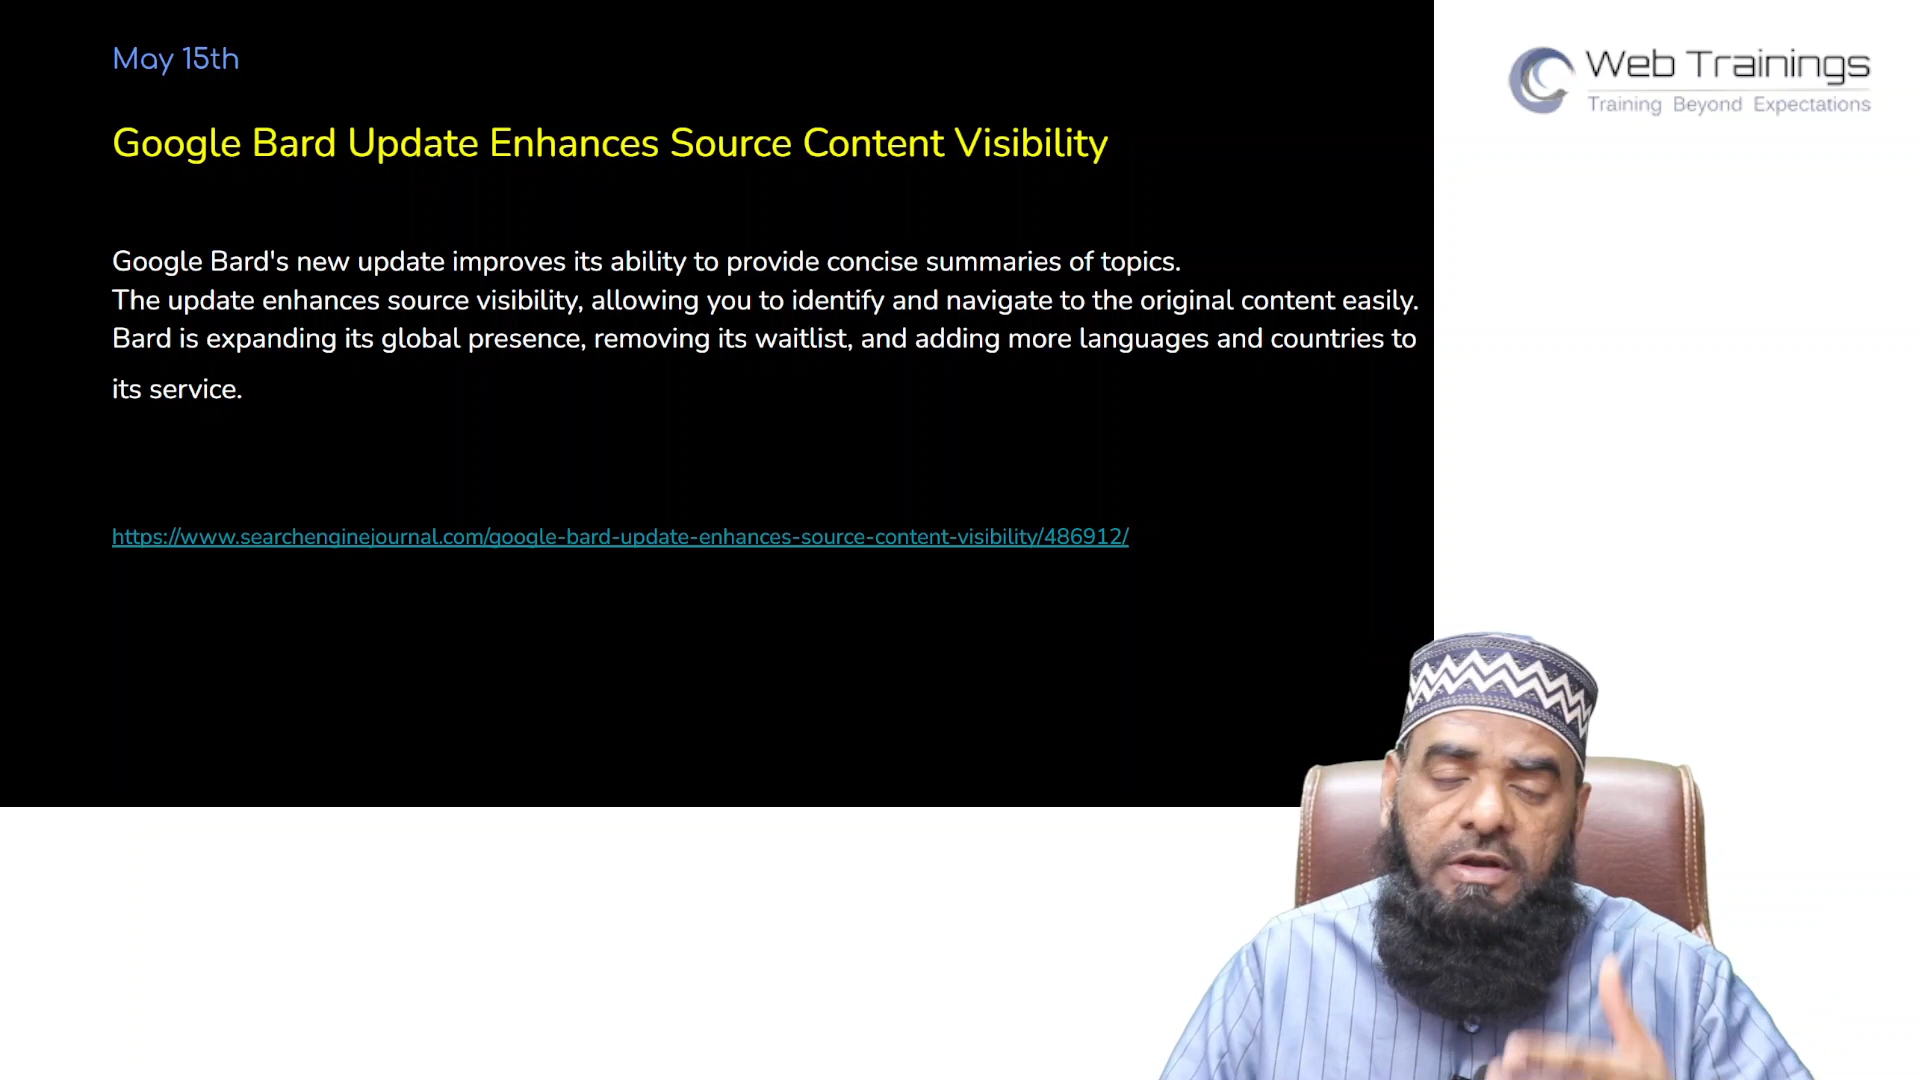 May 15th
Web Trainings
Training Beyond Expectations
Google Bard Update Enhances Source Content Visibility
Google Bard's new update improves its ability to provide concise summaries of topics.
The update enhances source visibility, allowing you to identify and navigate to the original content easily.
Bard is expanding its global presence, removing its waitlist, and adding more languages and countries to
its service.
https://www.searchenginejournal.com/google-bard-update-enhances-source-content-visibility/486912/